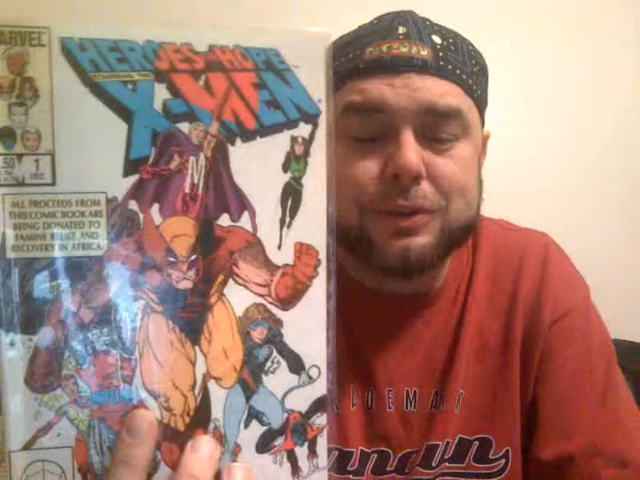 MARVEL
HEROES FOR HOPE
STARRING THE
X-MEN
50¢ 1
DEC
ALL PROCEEDS FROM
THIS COMIC BOOK ARE
BEING DONATED TO
FAMINE RELIEF AND
RECOVERY IN AFRICA.
M